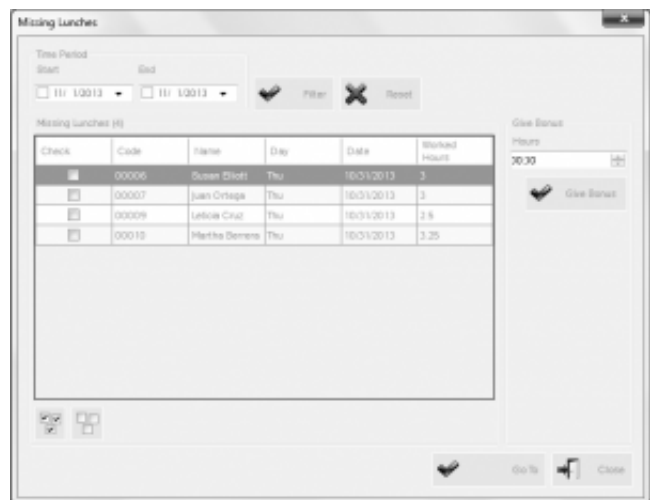 Missing Lunches
x
Time Period
Start End
11/ 1/2013 11/ 1/2013 Filter Reset
Missing Lunches (4) Give Bonus
Hours
Check Code Name Day Date Worked Hours
00:30
00006 Susan Elliott Thu 10/31/2013 3
Give Bonus
00007 Juan Ortega Thu 10/31/2013 3
00009 Leticia Cruz Thu 10/31/2013 2.5
00010 Martha Berrera Thu 10/31/2013 3.25
Go To Close